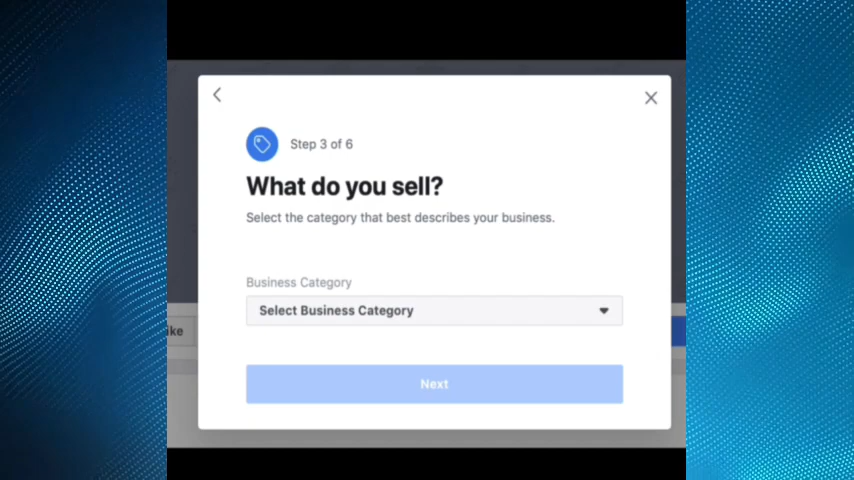 Step 3 of 6
What do you sell?
Select the category that best describes your business.
Business Category
Select Business Category
ke
Next